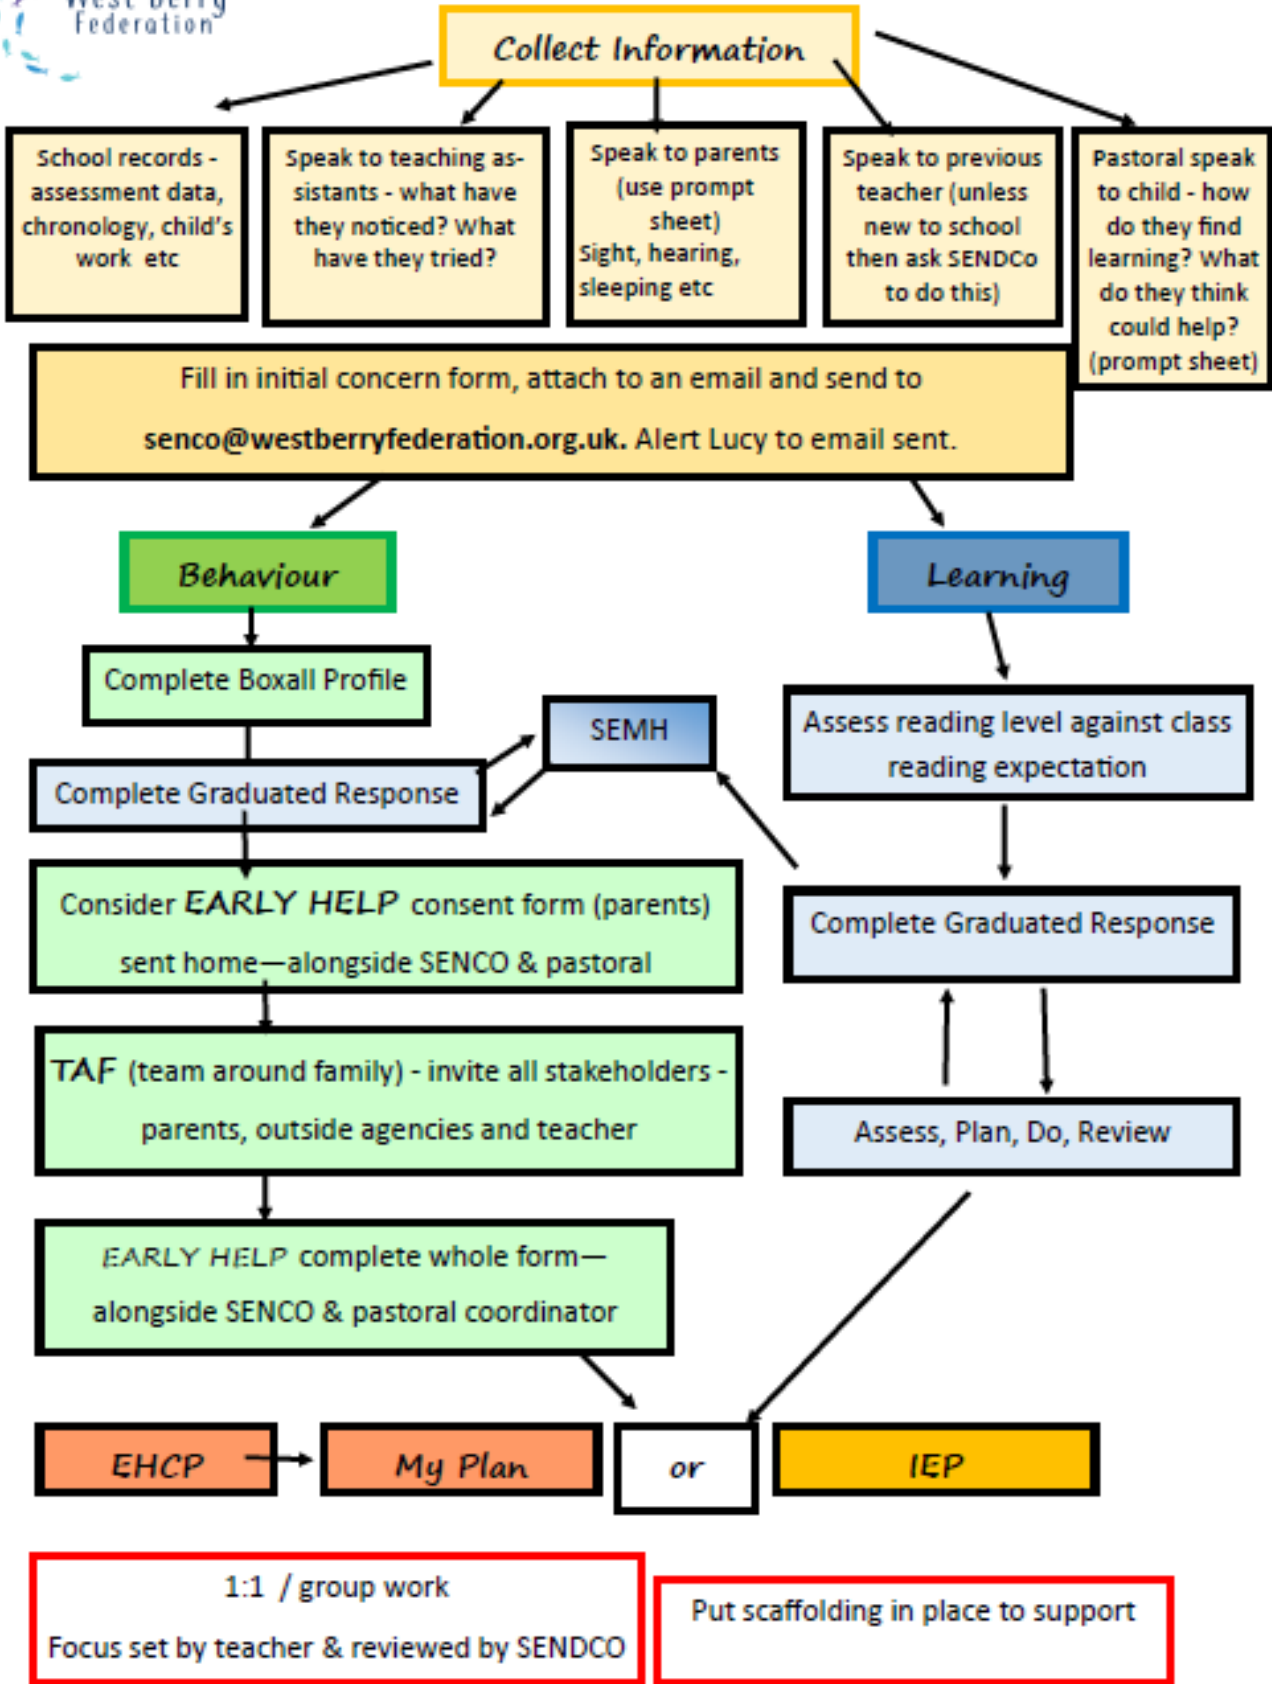 West Berry
Federation
Collect Information
School records -
assessment data,
chronology, child's
work etc
Speak to teaching as-
sistants - what have
they noticed? What
have they tried?
Speak to parents
(use prompt
sheet)
Sight, hearing,
sleeping etc
Speak to previous
teacher (unless
new to school
then ask SENDCo
to do this)
Pastoral speak
to child - how
do they find
learning? What
do they think
could help?
(prompt sheet)
Fill in initial concern form, attach to an email and send to
senco@westberryfederation.org.uk. Alert Lucy to email sent.
Behaviour
Learning
Complete Boxall Profile
SEMH
Assess reading level against class
reading expectation
Complete Graduated Response
Consider EARLY HELP consent form (parents)
sent home—alongside SENCO & pastoral
Complete Graduated Response
TAF (team around family) - invite all stakeholders -
parents, outside agencies and teacher
Assess, Plan, Do, Review
EARLY HELP complete whole form—
alongside SENCO & pastoral coordinator
EHCP
My Plan
or
IEP
1:1 / group work
Focus set by teacher & reviewed by SENDCO
Put scaffolding in place to support